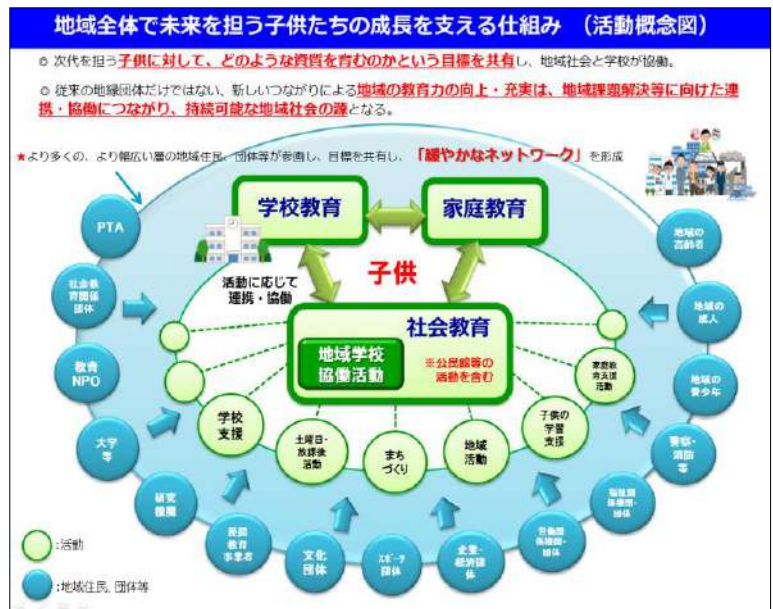 地域全体で未来を担う子供たちの成長を支える仕組み （活動概念図）
◎ 次代を担う子供に対して、どのような資質を育むのかという目標を共有し、地域社会と学校が協働。
◎ 従来の地縁団体だけではない、新しいつながりによる地域の教育力の向上・充実は、地域課題解決等に向けた連
携・協働につながり、持続可能な地域社会の源となる。
★より多くの、より幅広い層の地域住民、団体等が参画し、目標を共有し、「緩やかなネットワーク」を形成
学校教育
家庭教育
子供
活動に応じて
連携・協働
社会教育
地域学校
協働活動
※公民館等の
活動を含む
PTA
社会教
育関係
団体
教育
NPO
大学
等
研究
機関
民間
教育
事業者
文化
団体
スポーツ
団体
企業・
経済団
体
労働関
係機関・
団体
福祉関
係機関・
団体
警察・
消防
等
地域の
青少年
地域の
成人
地域の
高齢者
学校
支援
土曜日・
放課後
活動
まち
づくり
地域
活動
子供の
学習
支援
家庭教
育支援
活動
:活動
:地域住民、団体等